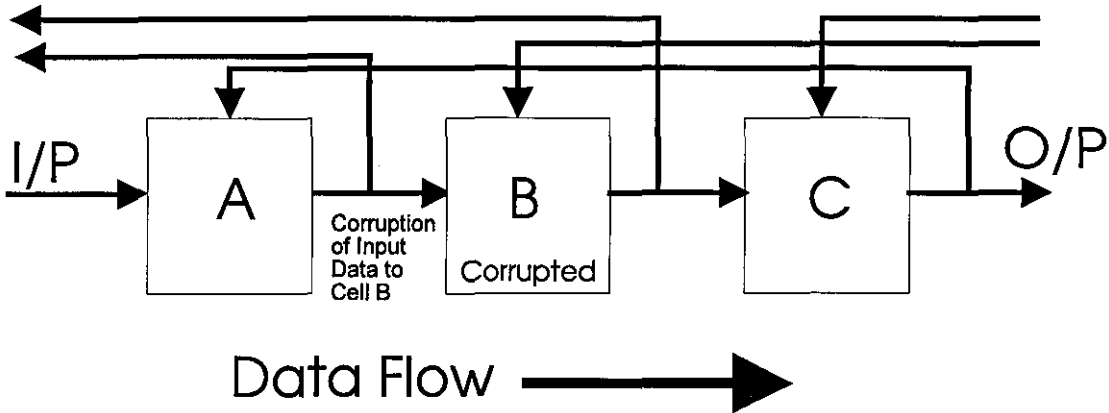 I/P
A
Corruption
of Input
Data to
Cell B
B
Corrupted
C
O/P
Data Flow